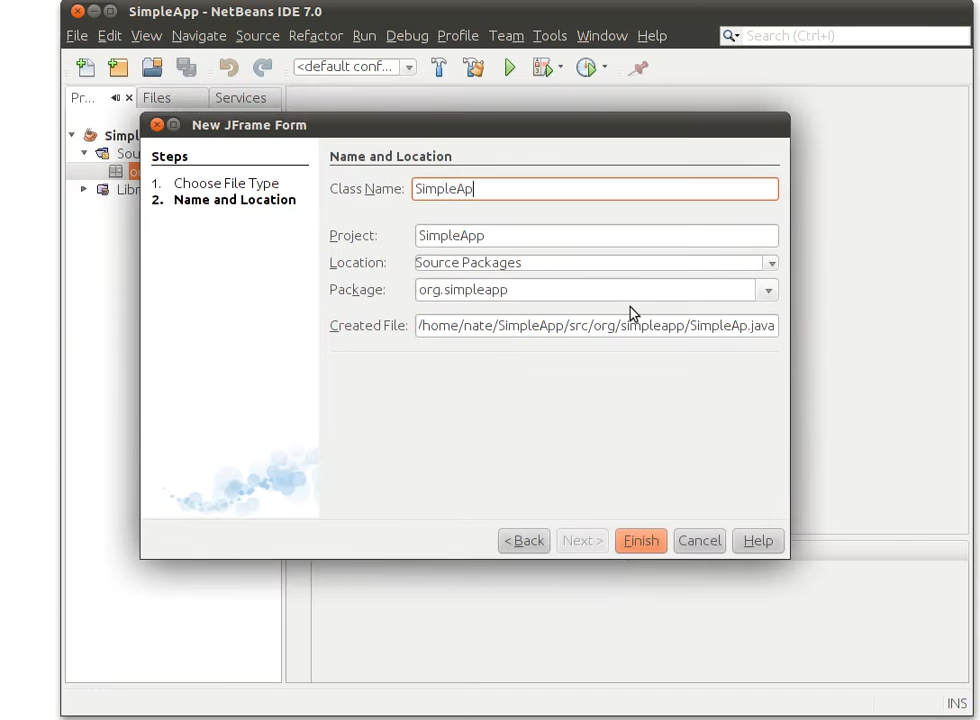 SimpleApp - NetBeans IDE 7.0
File Edit View Navigate Source Refactor Run Debug Profile Team Tools Window Help Search (Ctrl+I)
<default conf...
Pr... Files Services
New JFrame Form
Simpl
Sou
o
Libr
Steps
1. Choose File Type
2. Name and Location
Name and Location
Class Name: SimpleAp
Project: SimpleApp
Location: Source Packages
Package: org.simpleapp
Created File: /home/nate/SimpleApp/src/org/simpleapp/SimpleAp.java
< Back Next > Finish Cancel Help
INS